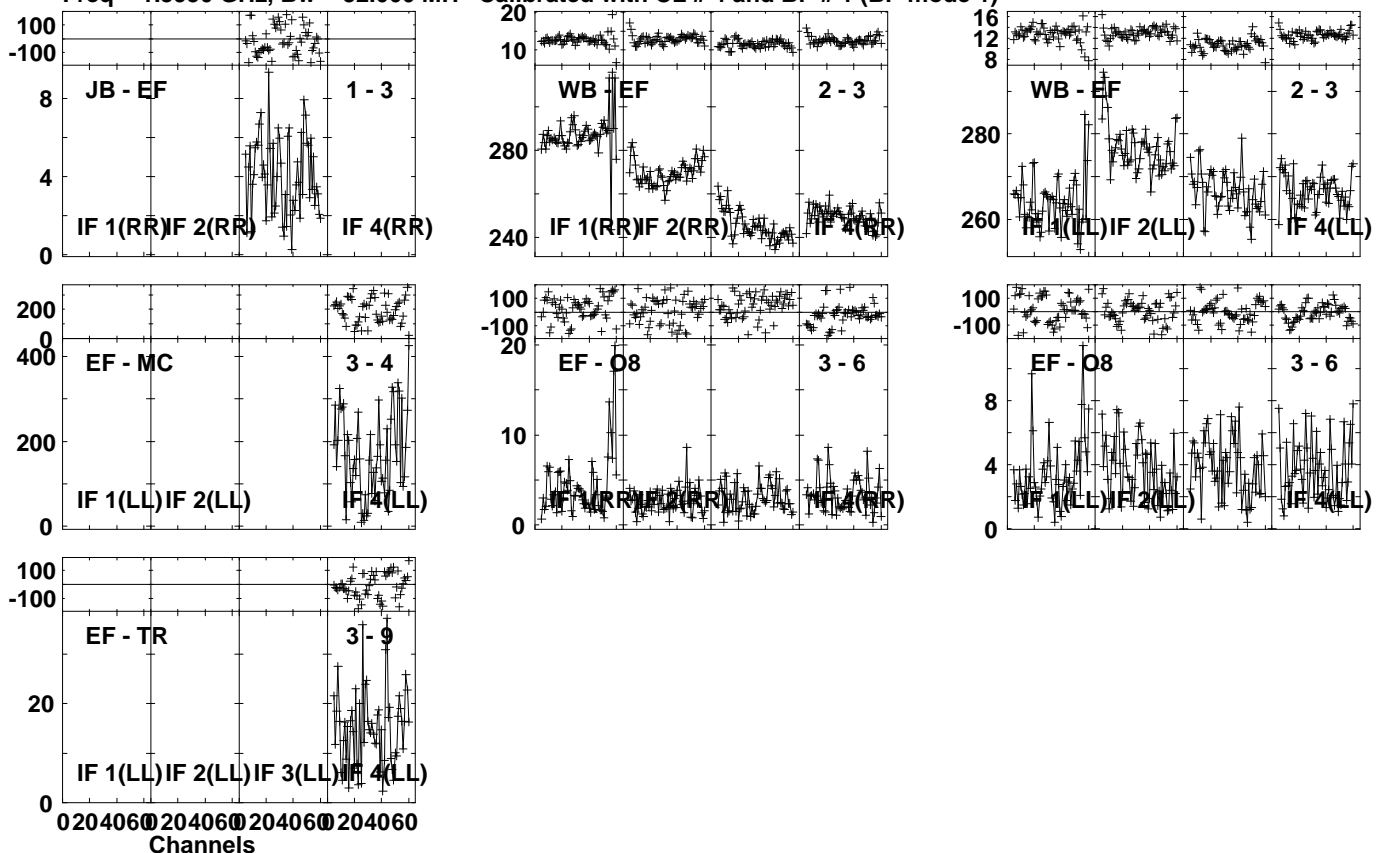 100
-100
20
10
16
12
8
JB - EF
1 - 3
WB - EF
2 - 3
WB - EF
2 - 3
8
4
0
280
240
280
260
IF 1(RR)
IF 2(RR)
IF 4(RR)
IF 1(RR)
IF 2(RR)
IF 4(RR)
IF 1(LL)
IF 2(LL)
IF 4(LL)
200
0
100
-100
100
-100
EF - MC
3 - 4
EF - O8
3 - 6
EF - O8
3 - 6
400
200
0
20
10
0
8
4
0
IF 1(LL)
IF 2(LL)
IF 4(LL)
IF 1(RR)
IF 2(RR)
IF 4(RR)
IF 1(LL)
IF 2(LL)
IF 4(LL)
100
-100
EF - TR
3 - 9
20
0
IF 1(LL)
IF 2(LL)
IF 3(LL)
IF 4(LL)
0 20 40 60
0 20 40 60
0 20 40 60
0 20 40 60
Channels